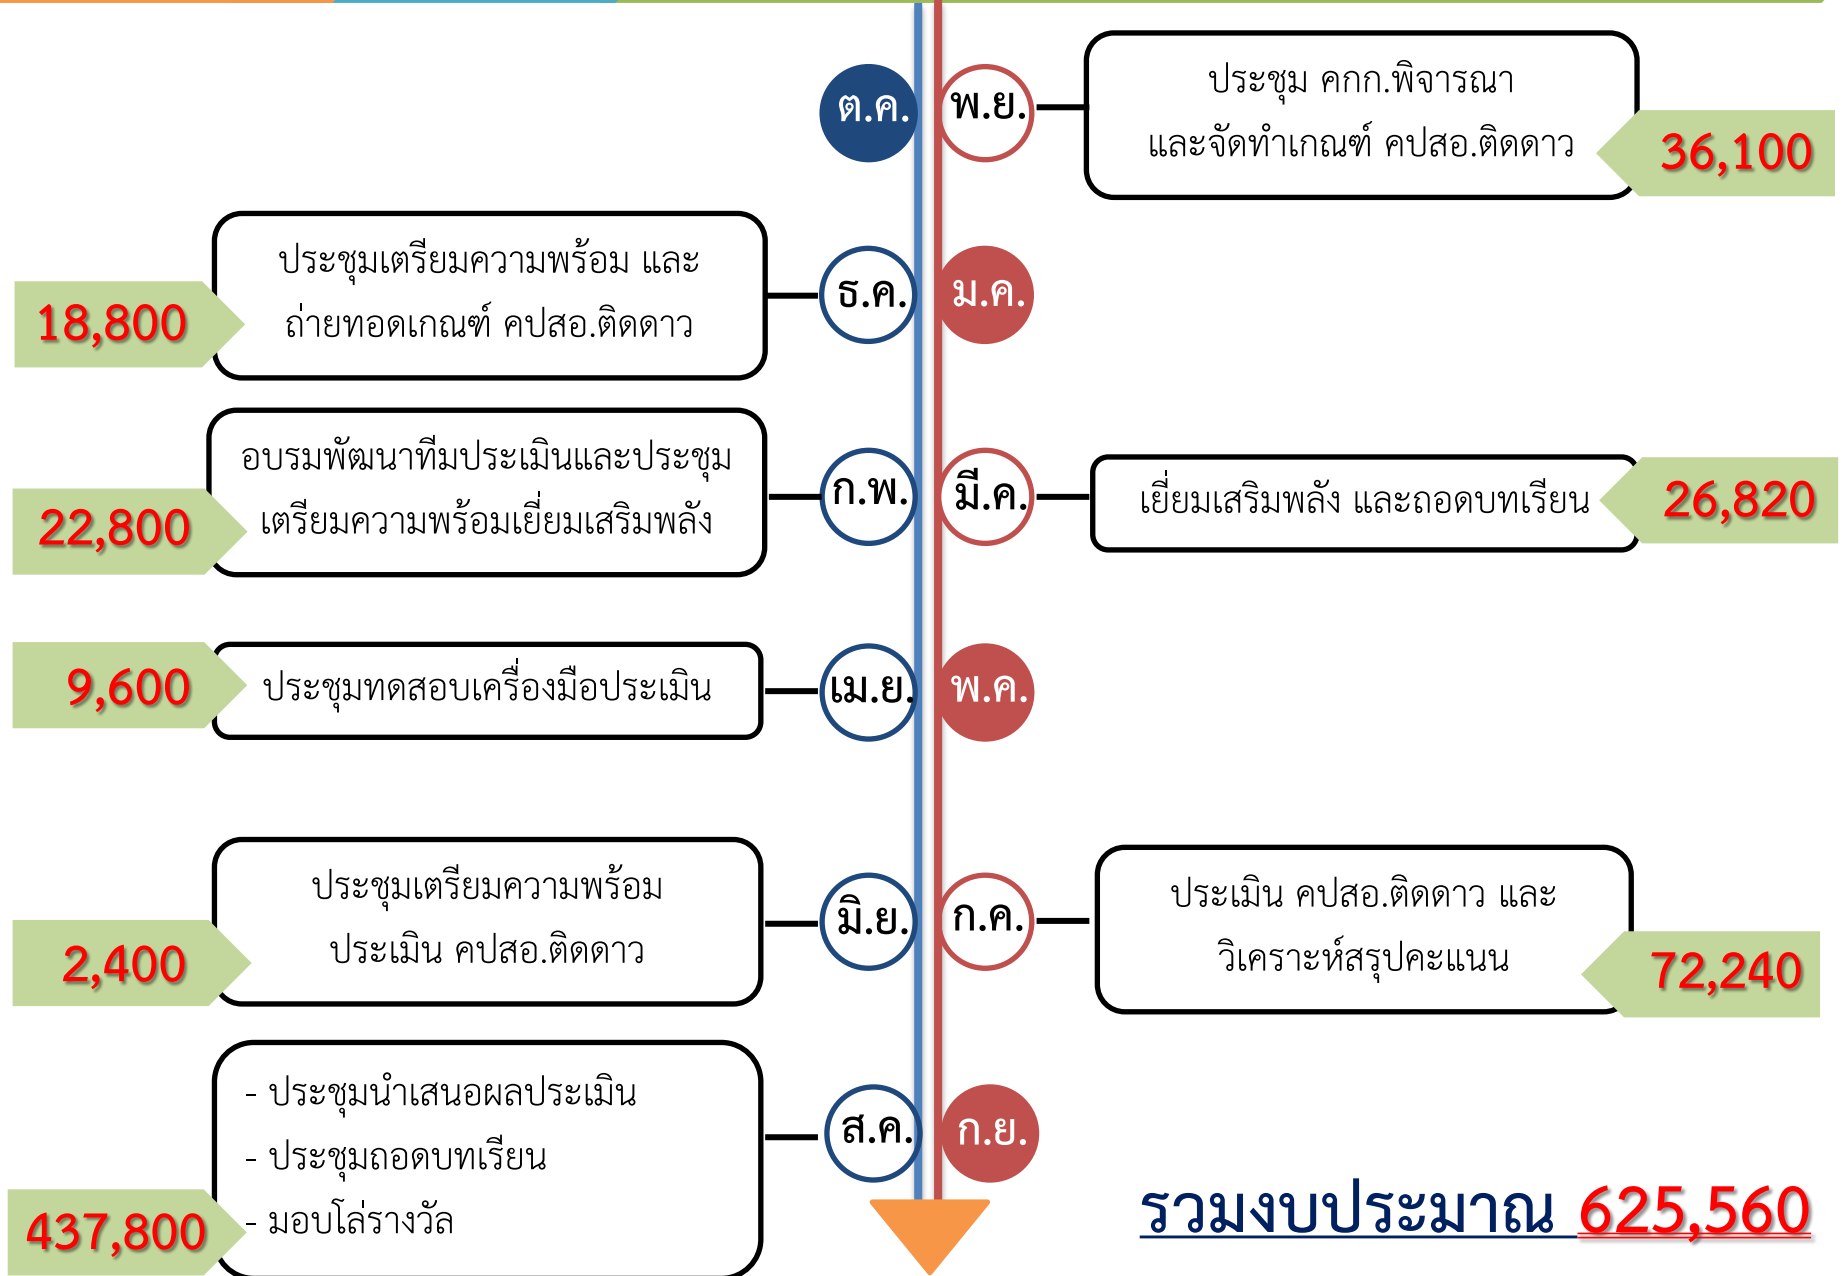 ต.ค.
พ.ย.
ประชุม คกก.พิจารณา
และจัดทำเกณฑ์ คปสอ.ติดดาว
36,100
ประชุมเตรียมความพร้อม และ
ถ่ายทอดเกณฑ์ คปสอ.ติดดาว
18,800
ธ.ค.
ม.ค.
อบรมพัฒนาทีมประเมินและประชุม
เตรียมความพร้อมเยี่ยมเสริมพลัง
22,800
ก.พ.
มี.ค.
เยี่ยมเสริมพลัง และถอดบทเรียน
26,820
9,600
ประชุมทดสอบเครื่องมือประเมิน
เม.ย.
พ.ค.
ประชุมเตรียมความพร้อม
ประเมิน คปสอ.ติดดาว
2,400
มิ.ย.
ก.ค.
ประเมิน คปสอ.ติดดาว และ
วิเคราะห์สรุปคะแนน
72,240
- ประชุมนำเสนอผลประเมิน
- ประชุมถอดบทเรียน
- มอบโล่รางวัล
437,800
ส.ค.
ก.ย.
รวมงบประมาณ 625,560